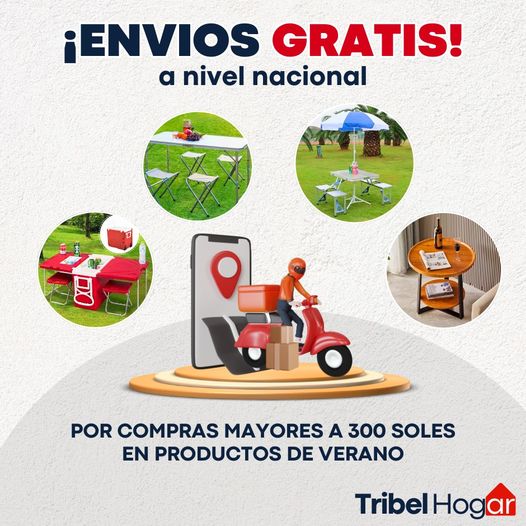 ¡ENVIOS GRATIS!
a nivel nacional
POR COMPRAS MAYORES A 300 SOLES
EN PRODUCTOS DE VERANO
Tribel Hogar